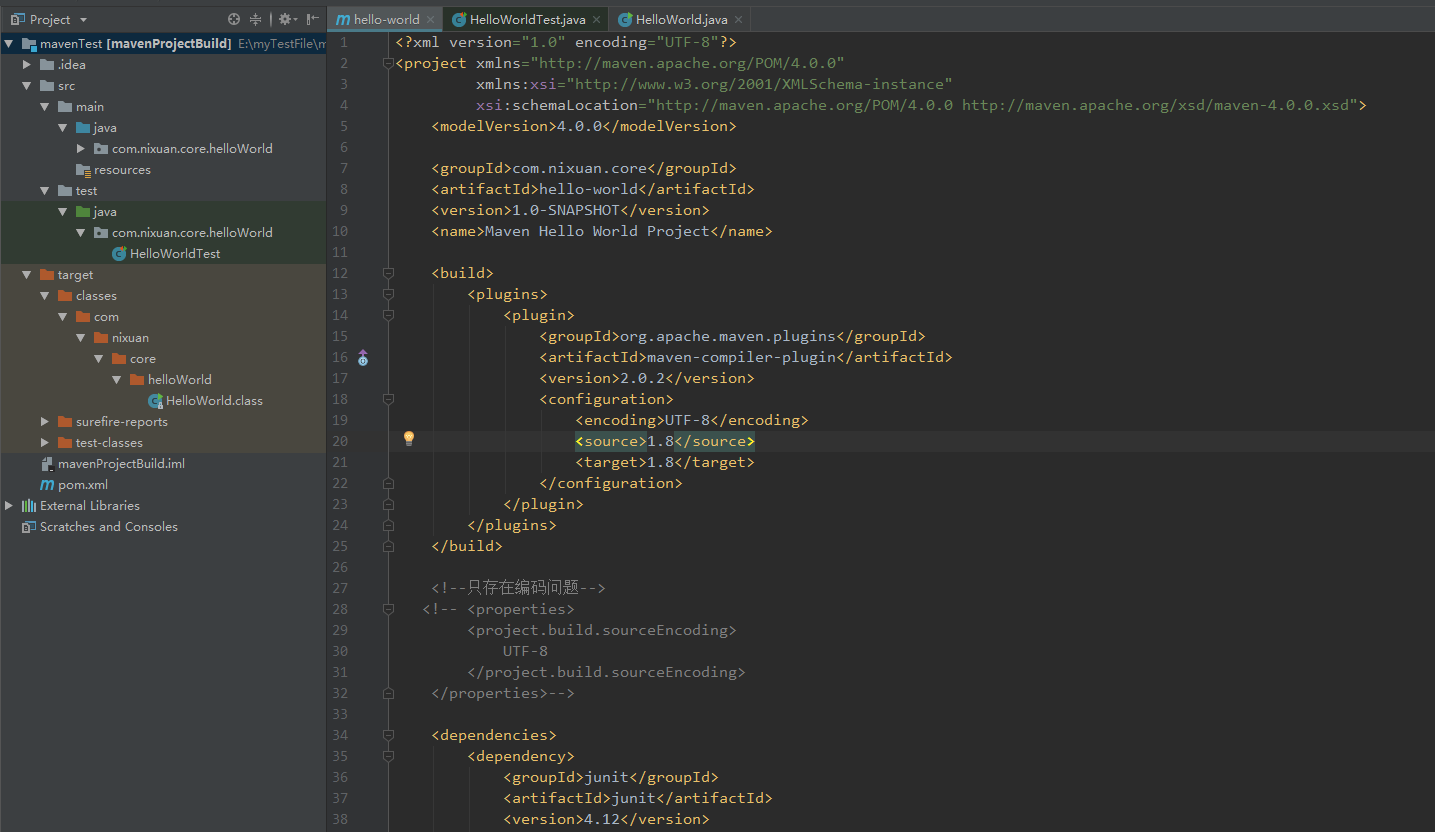 Project
hello-world
HelloWorldTest.java
HelloWorld.java
mavenTest [mavenProjectBuild] E:\myTestFile\m
.idea
src
main
java
com.nixuan.core.helloWorld
resources
test
java
com.nixuan.core.helloWorld
HelloWorldTest
target
classes
com
nixuan
core
helloWorld
HelloWorld.class
surefire-reports
test-classes
mavenProjectBuild.iml
pom.xml
External Libraries
Scratches and Consoles
1 <?xml version="1.0" encoding="UTF-8"?>
2 <project xmlns="http://maven.apache.org/POM/4.0.0"
3 xmlns:xsi="http://www.w3.org/2001/XMLSchema-instance"
4 xsi:schemaLocation="http://maven.apache.org/POM/4.0.0 http://maven.apache.org/xsd/maven-4.0.0.xsd">
5 <modelVersion>4.0.0</modelVersion>
6
7 <groupId>com.nixuan.core</groupId>
8 <artifactId>hello-world</artifactId>
9 <version>1.0-SNAPSHOT</version>
10 <name>Maven Hello World Project</name>
11
12 <build>
13 <plugins>
14 <plugin>
15 <groupId>org.apache.maven.plugins</groupId>
16 <artifactId>maven-compiler-plugin</artifactId>
17 <version>2.0.2</version>
18 <configuration>
19 <encoding>UTF-8</encoding>
20 <source>1.8</source>
21 <target>1.8</target>
22 </configuration>
23 </plugin>
24 </plugins>
25 </build>
26
27 <!--只存在编码问题-->
28 <!-- <properties>
29 <project.build.sourceEncoding>
30 UTF-8
31 </project.build.sourceEncoding>
32 </properties>-->
33
34 <dependencies>
35 <dependency>
36 <groupId>junit</groupId>
37 <artifactId>junit</artifactId>
38 <version>4.12</version>